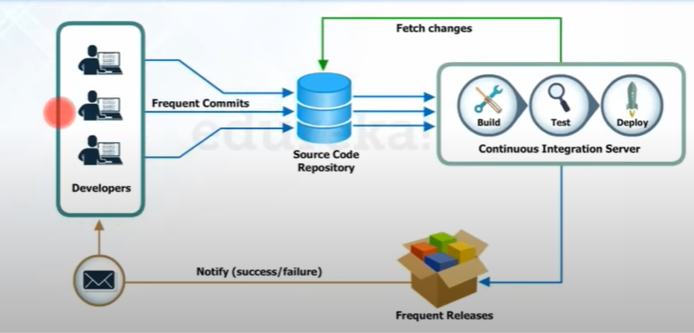 Fetch changes
Frequent Commits
Build
Test
Deploy
Continuous Integration Server
Source Code
Repository
Developers
Notify (success/failure)
Frequent Releases